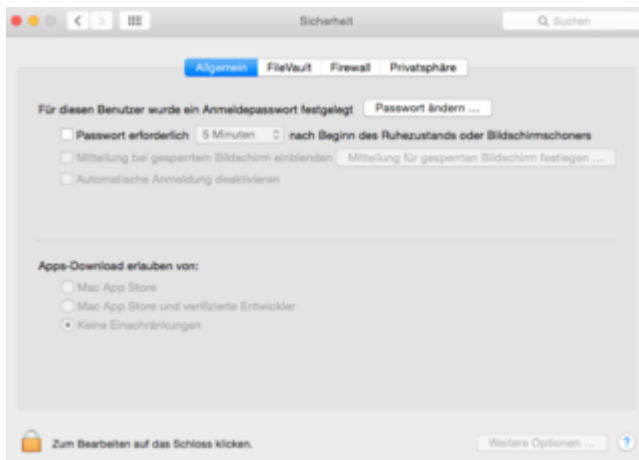 Sicherheit
Suchen
Allgemein FileVault Firewall Privatsphäre
Für diesen Benutzer wurde ein Anmeldepasswort festgelegt Passwort ändern ...
Passwort erforderlich 5 Minuten nach Beginn des Ruhezustands oder Bildschirmschoners
Mitteilung bei gesperrtem Bildschirm einblenden Mitteilung für gesperrten Bildschirm festlegen ...
Automatische Anmeldung deaktivieren
Apps-Download erlauben von:
Mac App Store
Mac App Store und verifizierte Entwickler
Keine Einschränkungen
Zum Bearbeiten auf das Schloss klicken.
Weitere Optionen ... ?